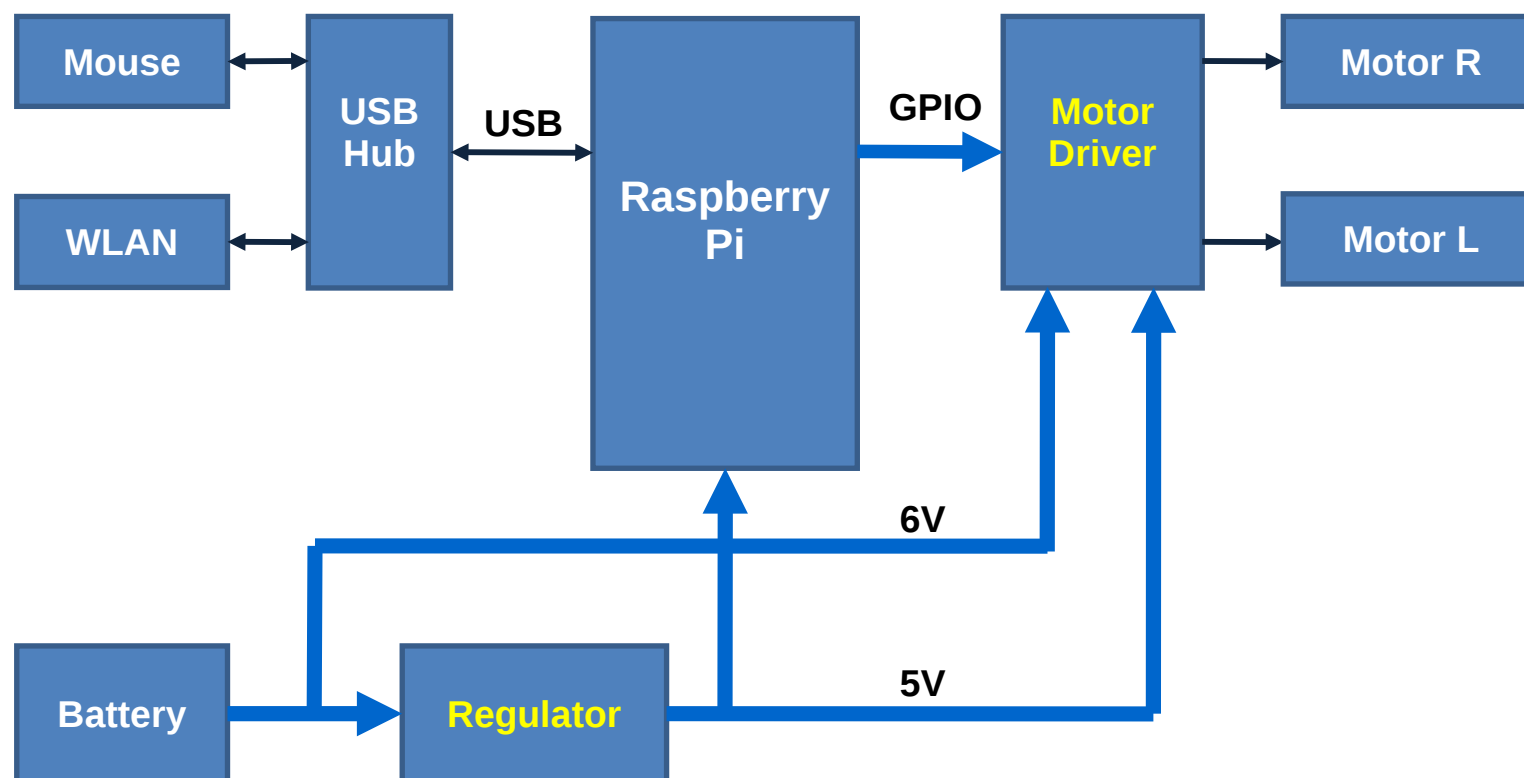 Mouse
USB
Hub
USB
Raspberry
Pi
GPIO
Motor
Driver
Motor R
WLAN
Motor L
6V
Battery
Regulator
5V